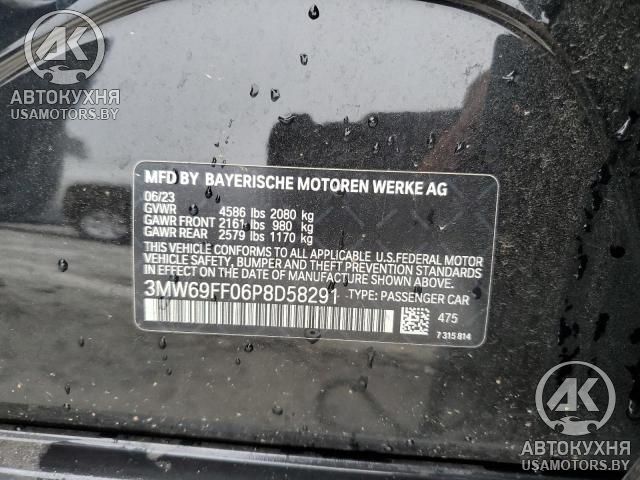 AK
АВТОКУХНЯ
USAMOTORS.BY
MFD BY BAYERISCHE MOTOREN WERKE AG
06/23
GVWR 4586 lbs 2080 kg
GAWR FRONT 2161 lbs 980 kg
GAWR REAR 2579 lbs 1170 kg
THIS VEHICLE CONFORMS TO ALL APPLICABLE U.S.FEDERAL MOTOR
VEHICLE SAFETY, BUMPER AND THEFT PREVENTION STANDARDS
IN EFFECT ON THE DATE OF MANUFACTURE SHOWN ABOVE.
3MW69FF06P8D58291 TYPE: PASSENGER CAR
475
7 315 814
AK
АВТОКУХНЯ
USAMOTORS.BY